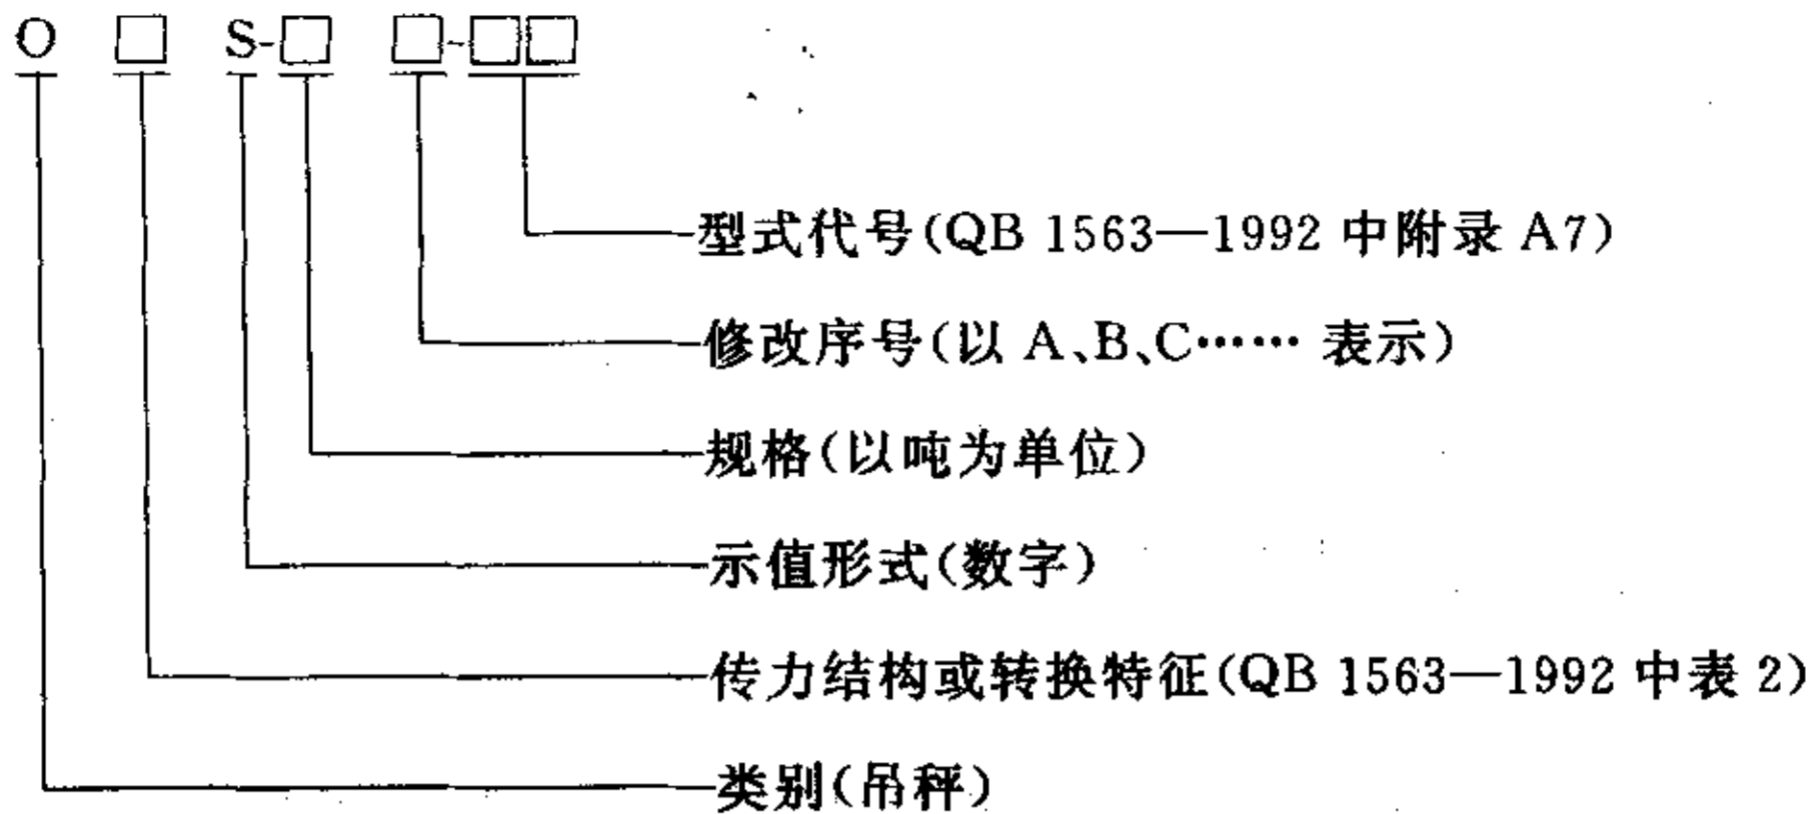 O □ S-□ □-□□
型式代号(QB 1563—1992 中附录 A7)
修改序号(以 A、B、C…… 表示)
规格(以吨为单位)
示值形式(数字)
传力结构或转换特征(QB 1563—1992 中表 2)
类别(吊秤)